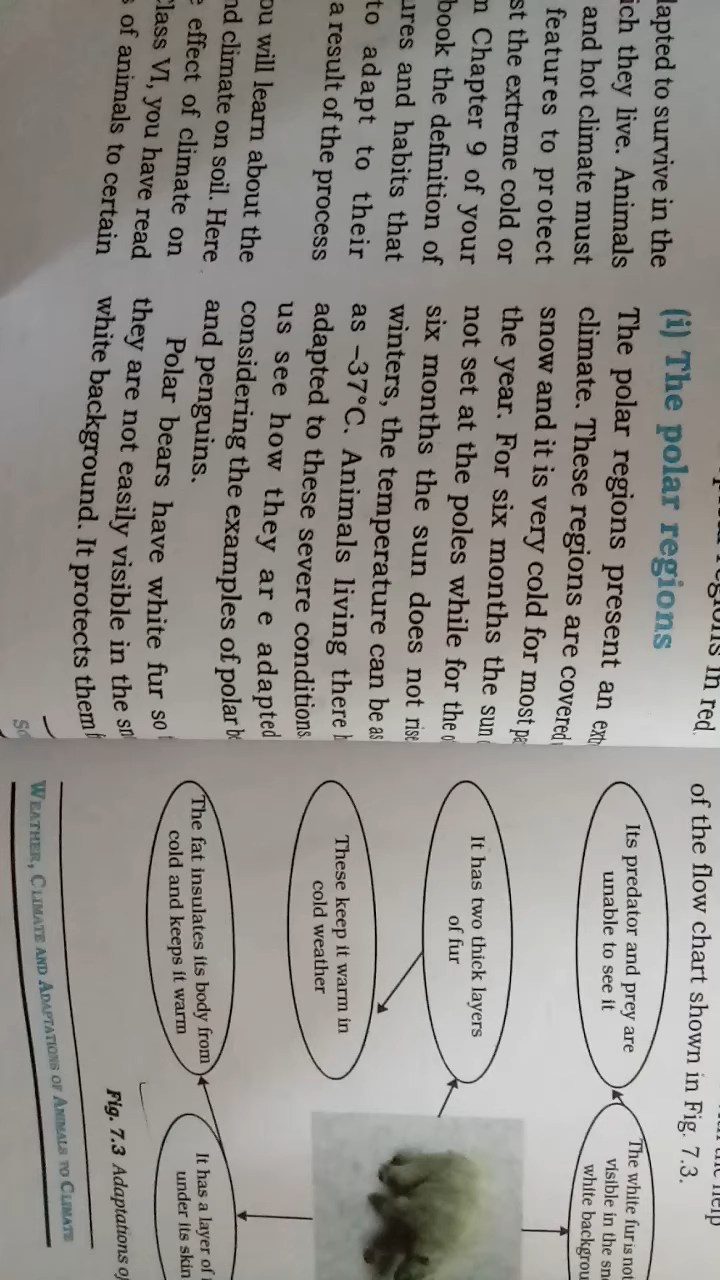 lapted to survive in the
ich they live. Animals
and hot climate must
features to protect
st the extreme cold or
n Chapter 9 of your
book the definition of
ures and habits that
to adapt to their
a result of the process
ou will learn about the
nd climate on soil. Here
effect of climate on
lass VI, you have read
of animals to certain
in red.
(i) The polar regions
The polar regions present an
climate. These regions are covered
snow and it is very cold for most
the year. For six months the sun
not set at the poles while for the
six months the sun does not rise
winters, the temperature can be as
as –37°C. Animals living there
adapted to these severe conditions.
us see how they ar e adapted
considering the examples of polar
and penguins.
Polar bears have white fur so
they are not easily visible in the
white background. It protects them
of the flow chart shown in Fig. 7.3.
Its predator and prey are
unable to see it
The white fur is not
visible in the
white
It has two thick layers
of fur
These keep it warm in
cold weather
The fat insulates its body from
cold and keeps it warm
It has a layer of
under its skin
Fig. 7.3 Adaptations
WEATHER, CLIMATE AND ADAPTATIONS OF ANIMALS TO CLIMATE